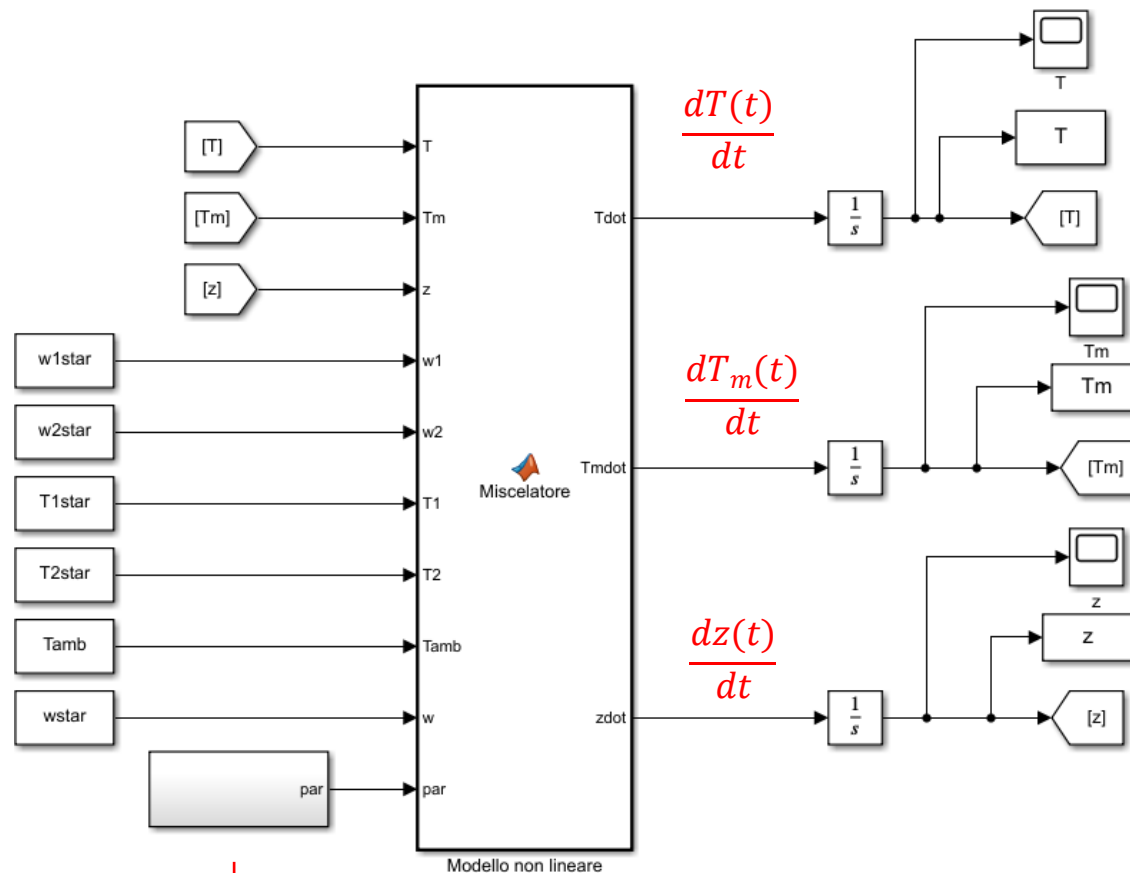 T
[T]
T
T
dT(t)
dt
[Tm]
Tm
Tdot
1
s
[T]
[z]
z
w1star
w1
Tm
dT_m(t)
dt
Tm
w2star
w2
Tmdot
1
s
[Tm]
Miscelatore
T1star
T1
T2star
T2
z
dz(t)
dt
z
Tamb
Tamb
wstar
w
zdot
1
s
[z]
par
par
Modello non lineare